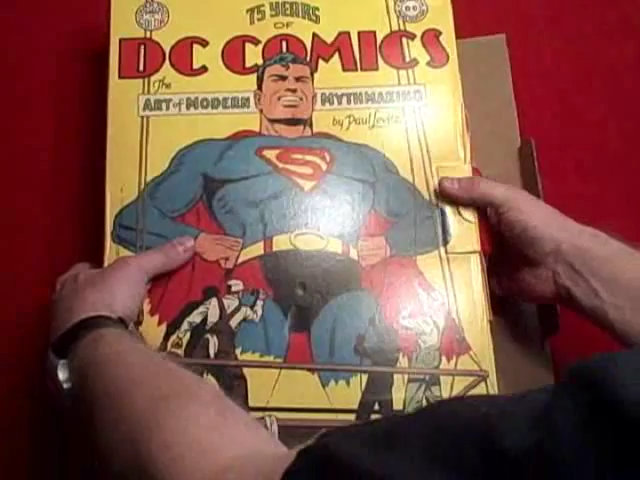 75 YEARS
OF
DC COMICS
The
ART of MODERN MYTHMAKING
by Paul Levitz
S